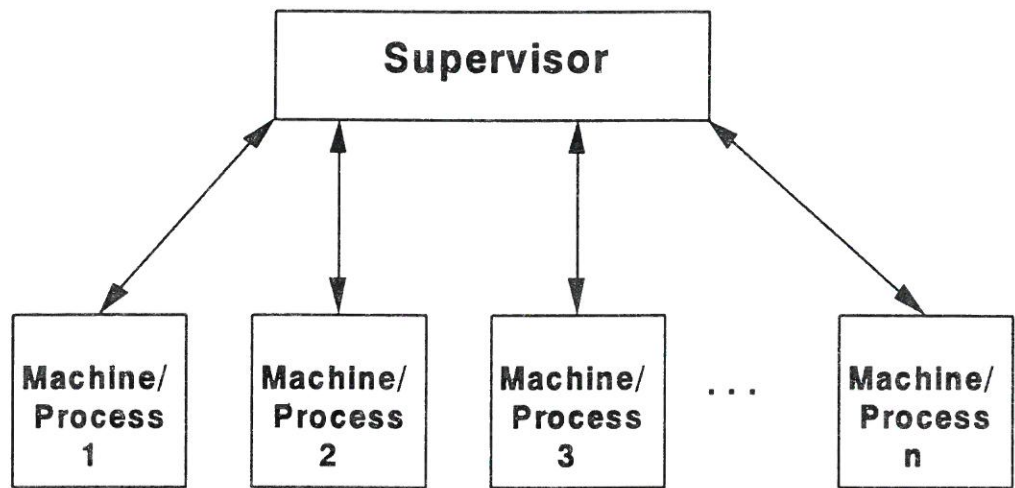 Supervisor
Machine/
Process
1
Machine/
Process
2
Machine/
Process
3
. . .
Machine/
Process
n